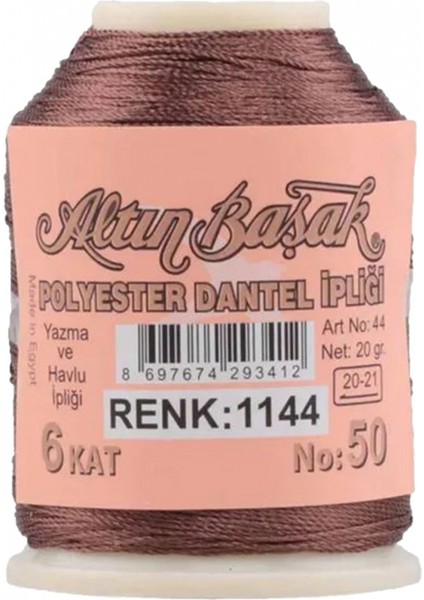 Altın Başak®
POLYESTER DANTEL İPLİĞİ
Made in Egypt
Yazma
ve
Havlu
İpliği
8 697674 293412
Art No: 44
Net: 20 gr.
20-21
RENK:1144
6 KAT
No: 50